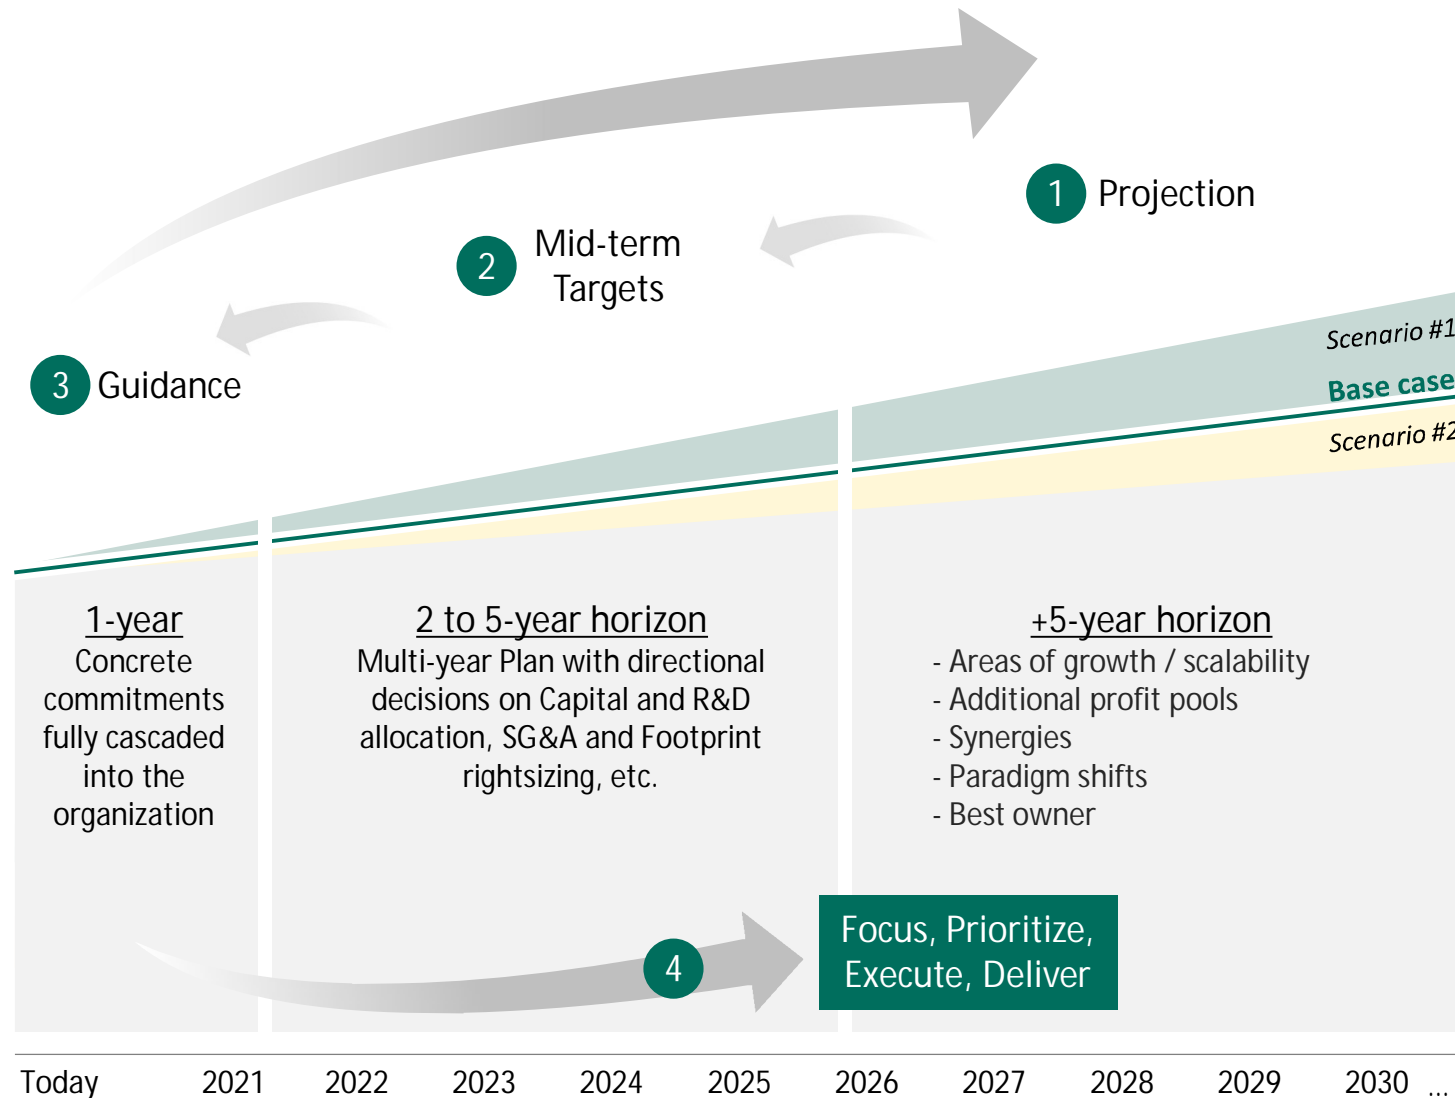 1 Projection
2 Mid-term
Targets
3 Guidance
Scenario #1
Base case
Scenario #2
1-year
Concrete
commitments
fully cascaded
into the
organization
2 to 5-year horizon
Multi-year Plan with directional
decisions on Capital and R&D
allocation, SG&A and Footprint
rightsizing, etc.
+5-year horizon
- Areas of growth / scalability
- Additional profit pools
- Synergies
- Paradigm shifts
- Best owner
4
Focus, Prioritize,
Execute, Deliver
Today 2021 2022 2023 2024 2025 2026 2027 2028 2029 2030 ...